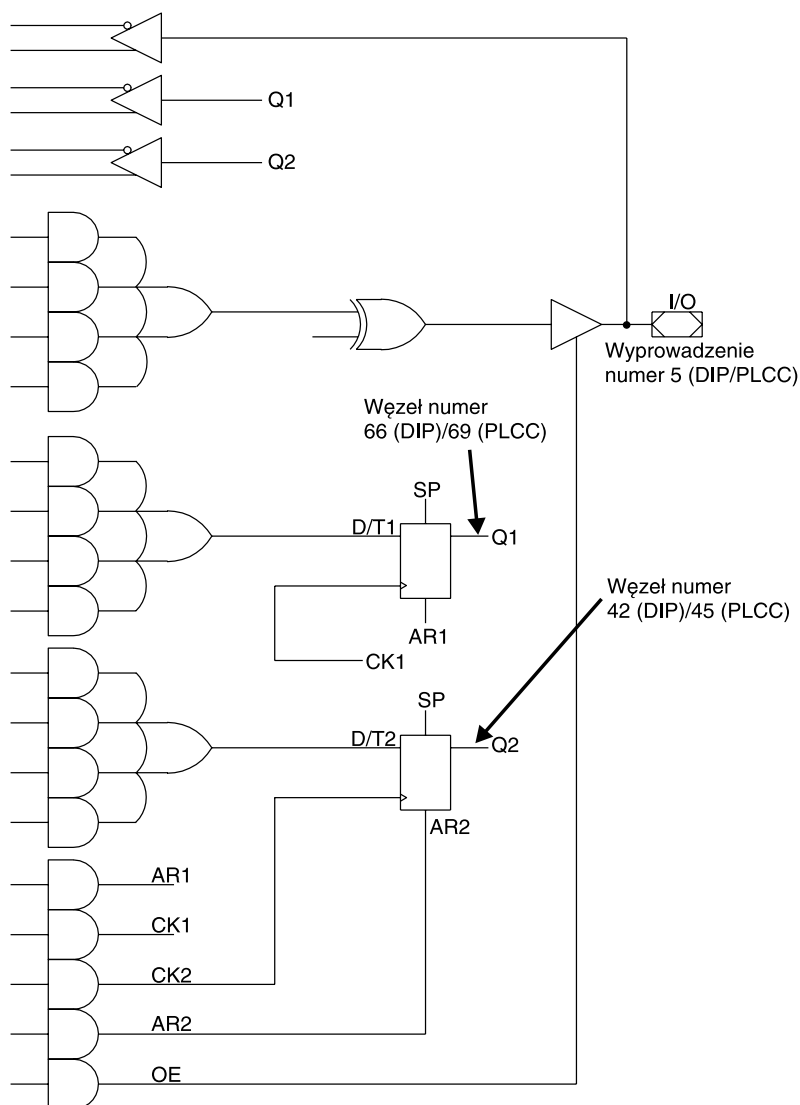 Q1
Q2
I/O
Wyprowadzenie
numer 5 (DIP/PLCC)
Węzeł numer
66 (DIP)/69 (PLCC)
SP
D/T1
Q1
AR1
CK1
Węzeł numer
42 (DIP)/45 (PLCC)
SP
D/T2
Q2
AR2
AR1
CK1
CK2
AR2
OE